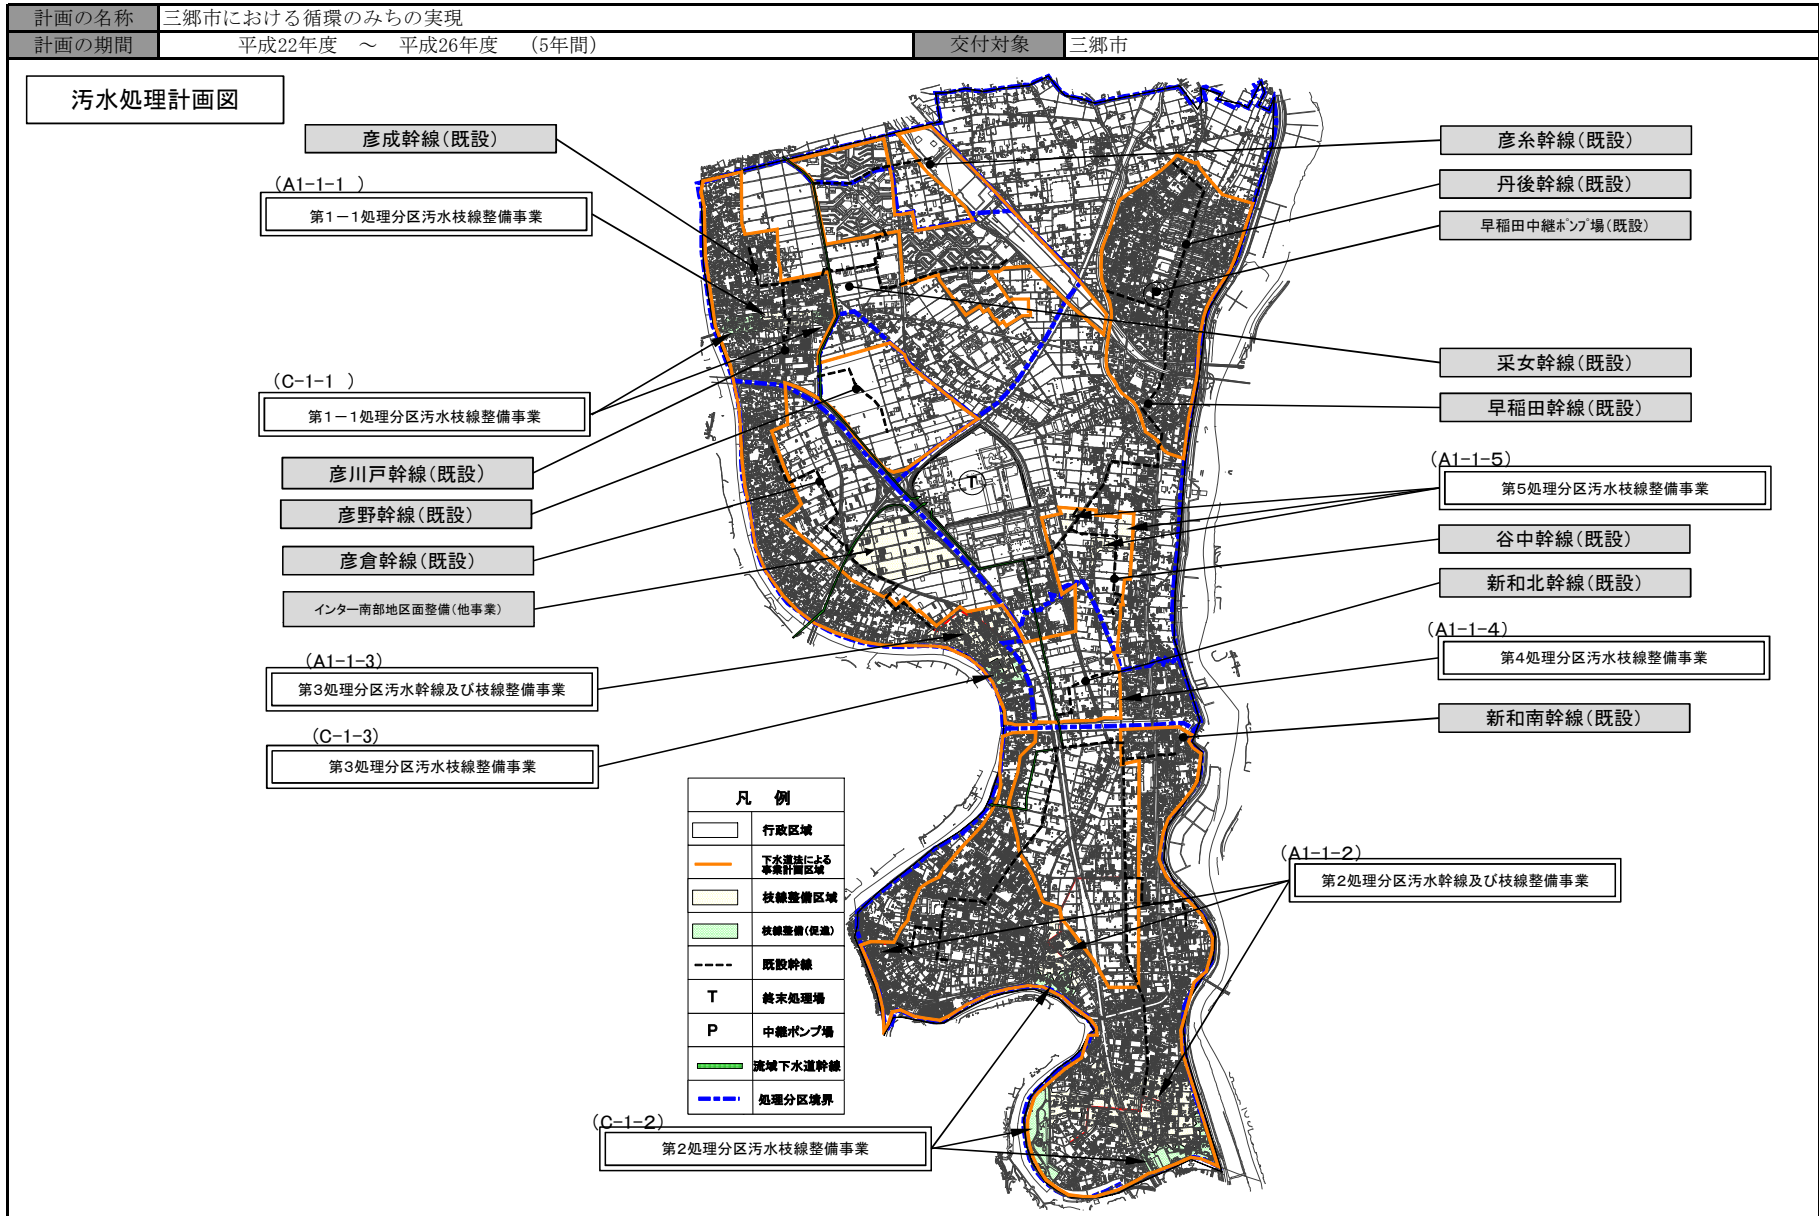 計画の名称 三郷市における循環のみちの実現
計画の期間 平成22年度 ～ 平成26年度 (5年間) 交付対象 三郷市
汚水処理計画図
彦成幹線(既設)
(A1-1-1 )
第1－1処理分区汚水枝線整備事業
(C-1-1 )
第1－1処理分区汚水枝線整備事業
彦川戸幹線(既設)
彦野幹線(既設)
彦倉幹線(既設)
インター南部地区面整備(他事業)
(A1-1-3)
第3処理分区汚水幹線及び枝線整備事業
(C-1-3)
第3処理分区汚水枝線整備事業
彦糸幹線(既設)
丹後幹線(既設)
早稲田中継ポンプ場(既設)
采女幹線(既設)
早稲田幹線(既設)
(A1-1-5)
第5処理分区汚水枝線整備事業
谷中幹線(既設)
新和北幹線(既設)
(A1-1-4)
第4処理分区汚水枝線整備事業
新和南幹線(既設)
(A1-1-2)
第2処理分区汚水幹線及び枝線整備事業
T
凡 例
行政区域
下水道法による
事業計画区域
枝線整備区域
枝線整備(促進)
既設幹線
T 終末処理場
P 中継ポンプ場
流域下水道幹線
処理分区境界
(C-1-2)
第2処理分区汚水枝線整備事業